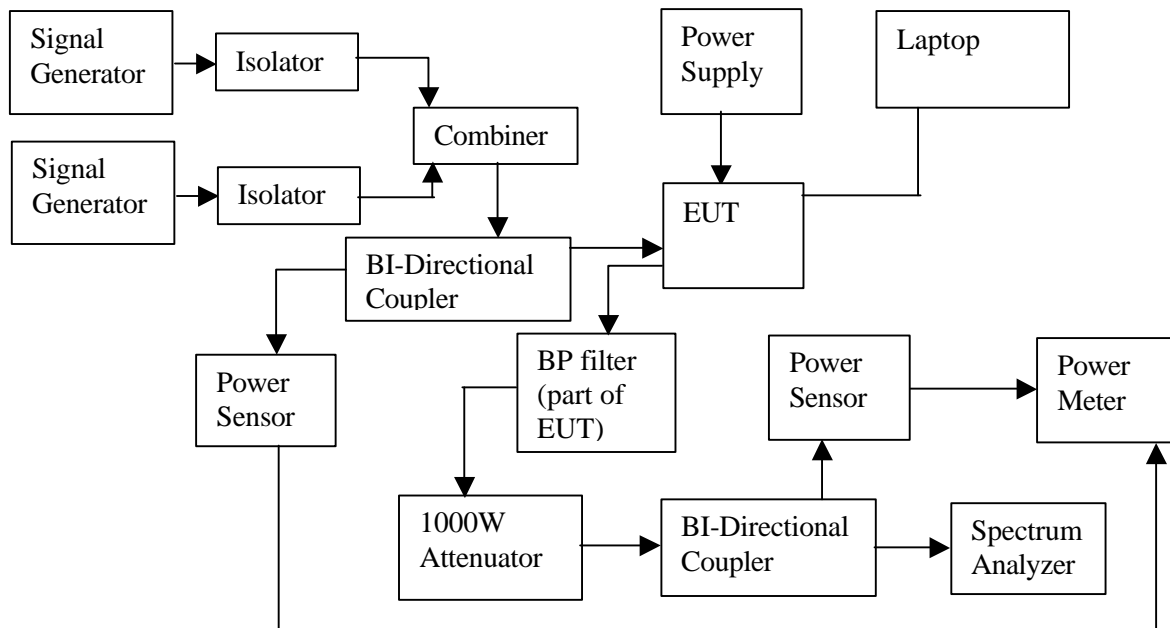 Signal
Generator
Isolator
Power
Supply
Laptop
Combiner
Signal
Generator
Isolator
EUT
BI-Directional
Coupler
BP filter
(part of
EUT)
Power
Sensor
Power
Sensor
Power
Meter
1000W
Attenuator
BI-Directional
Coupler
Spectrum
Analyzer